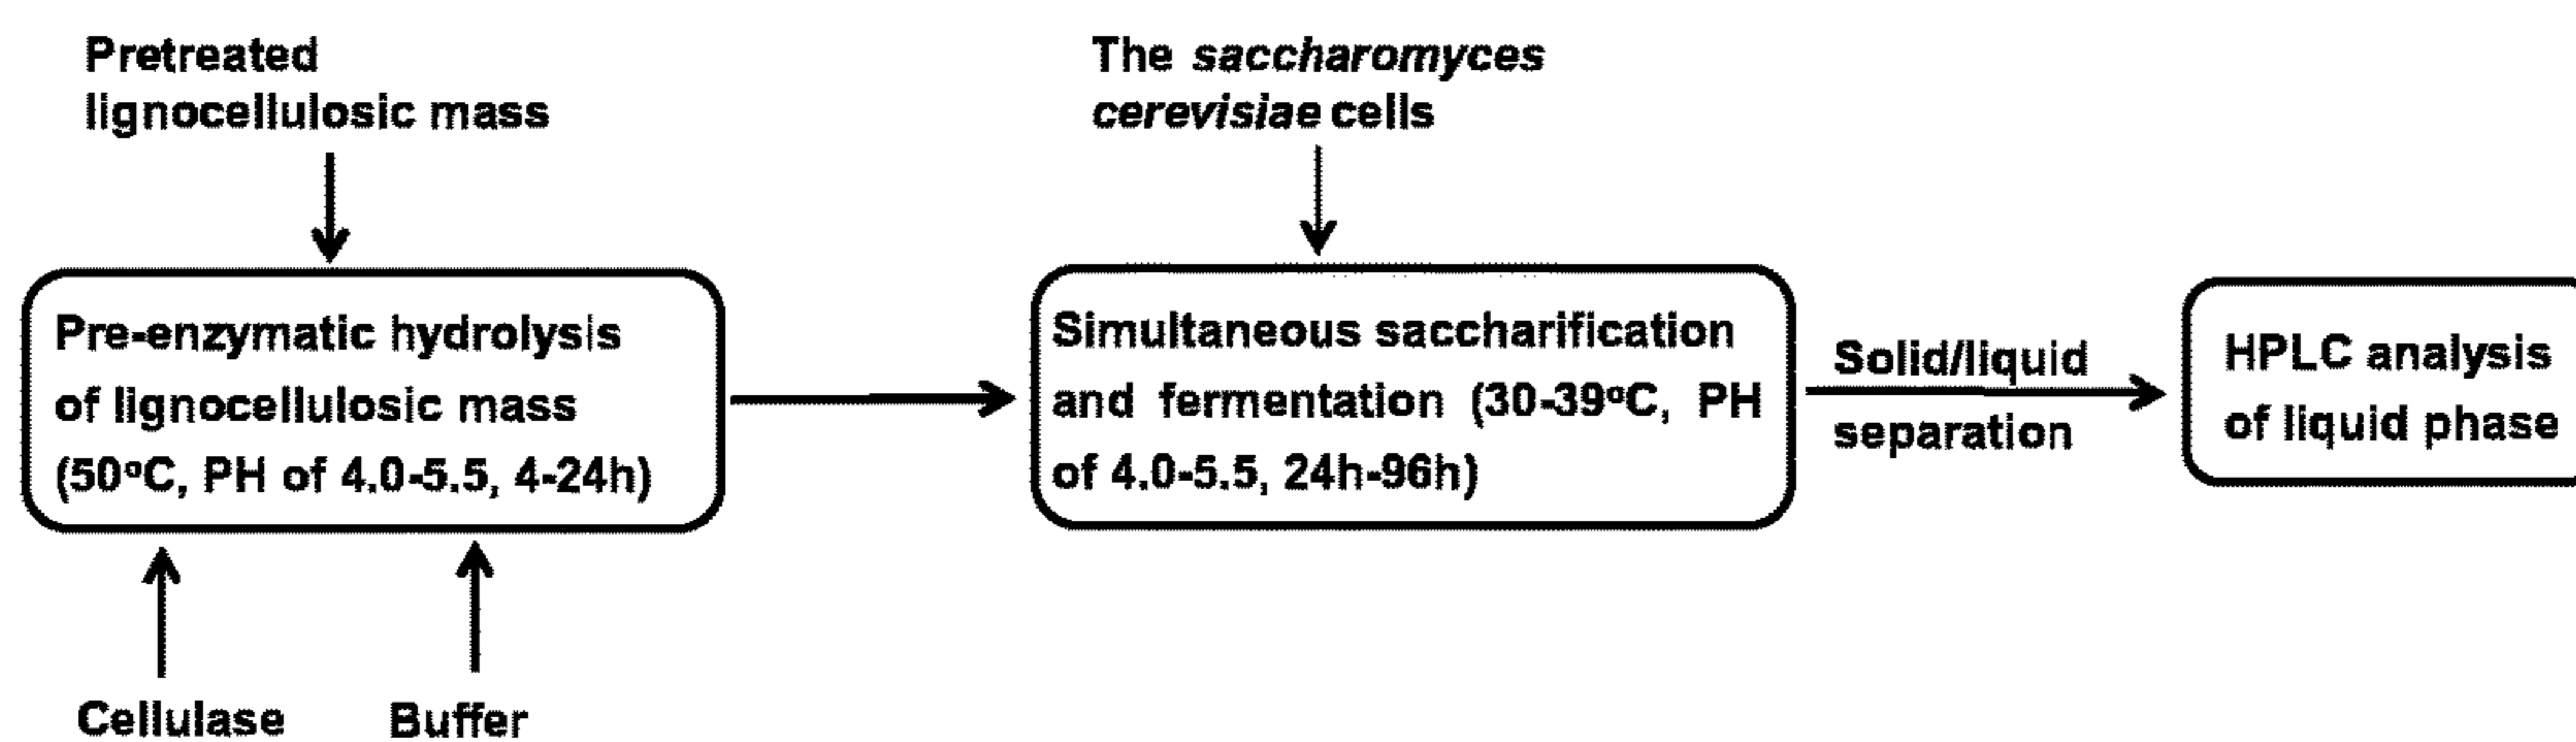 Pretreated
lignocellulosic mass
The saccharomyces
cerevisiae cells
Pre-enzymatic hydrolysis
of lignocellulosic mass
(50°C, PH of 4.0-5.5, 4-24h)
Simultaneous saccharification
and fermentation (30-39°C, PH
of 4.0-5.5, 24h-96h)
Solid/liquid
separation
HPLC analysis
of liquid phase
Cellulase
Buffer